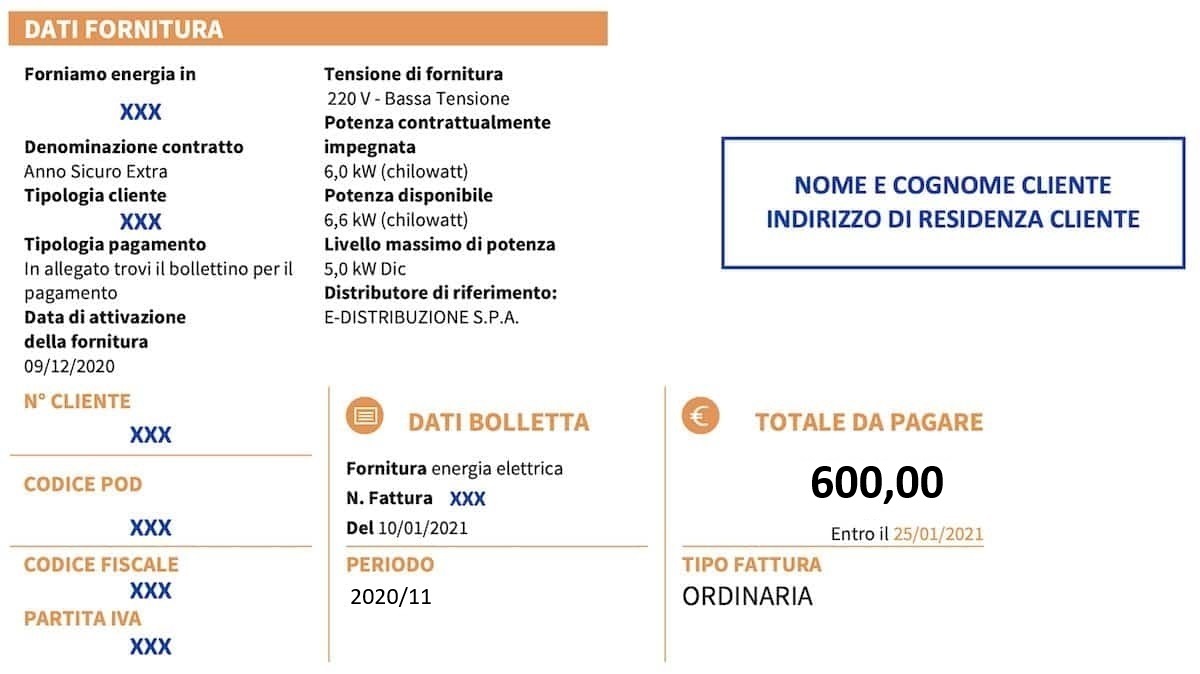 DATI FORNITURA
Forniamo energia in
XXX
Denominazione contratto
Anno Sicuro Extra
Tipologia cliente
XXX
Tipologia pagamento
In allegato trovi il bollettino per il
pagamento
Data di attivazione
della fornitura
09/12/2020
Tensione di fornitura
220 V - Bassa Tensione
Potenza contrattualmente
impegnata
6,0 kW (chilowatt)
Potenza disponibile
6,6 kW (chilowatt)
Livello massimo di potenza
5,0 kW Dic
Distributore di riferimento:
E-DISTRIBUZIONE S.P.A.
NOME E COGNOME CLIENTE
INDIRIZZO DI RESIDENZA CLIENTE
N° CLIENTE
XXX
CODICE POD
XXX
CODICE FISCALE
XXX
PARTITA IVA
XXX
DATI BOLLETTA
Fornitura energia elettrica
N. Fattura XXX
Del 10/01/2021
PERIODO
2020/11
€ TOTALE DA PAGARE
600,00
Entro il 25/01/2021
TIPO FATTURA
ORDINARIA